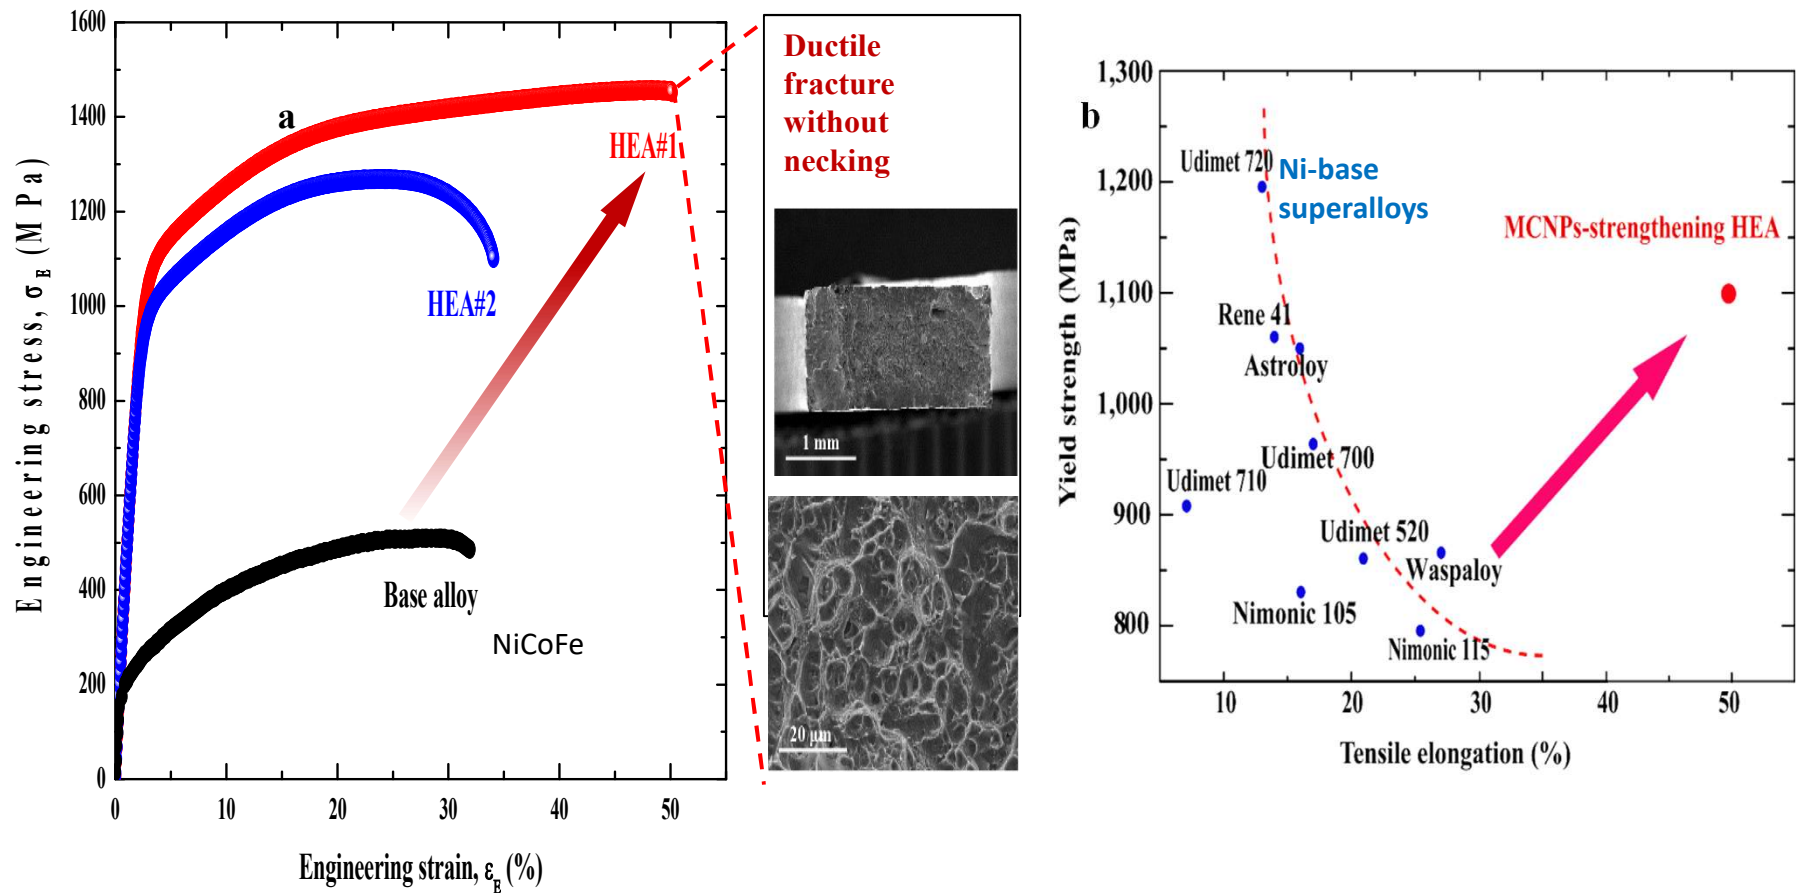 a
HEA#1
HEA#2
Base alloy
NiCoFe
Engineering stress, σE (MPa)
1600
1400
1200
1000
800
600
400
200
0
0 10 20 30 40 50
Engineering strain, εE (%)
Ductile
fracture
without
necking
1 mm
20 μm
b
Yield strength (MPa)
1,300
1,200
1,100
1,000
900
800
Udimet 720
Ni-base
superalloys
MCNPs-strengthening HEA
Rene 41
Astroloy
Udimet 700
Udimet 710
Udimet 520
Waspaloy
Nimonic 105
Nimonic 115
10 20 30 40 50
Tensile elongation (%)